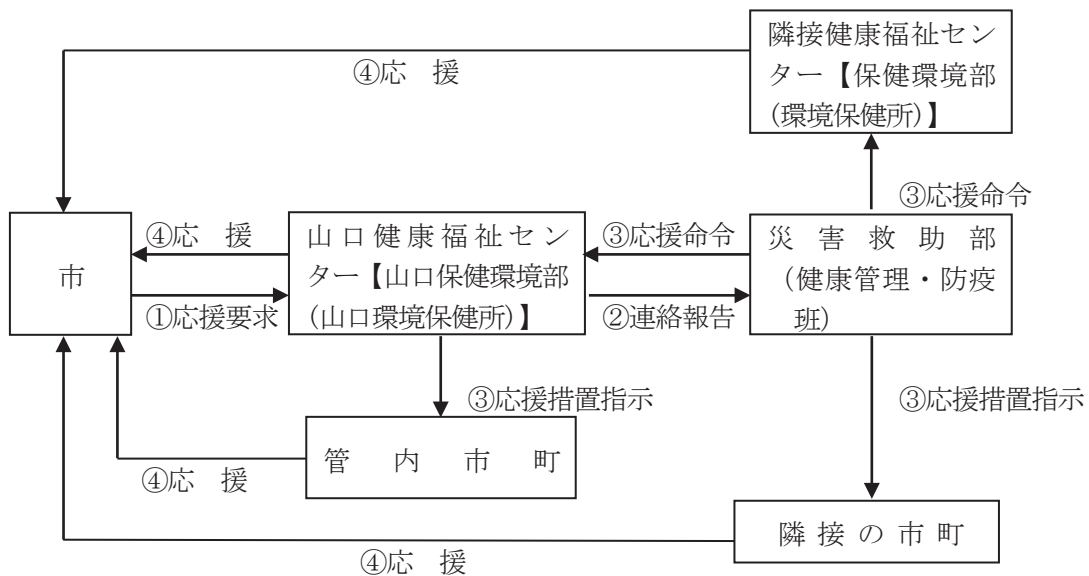 隣接健康福祉セン
ター【保健環境部
（環境保健所）】
④応　援
③応援命令
市
④応　援
①応援要求
山口健康福祉セン
ター【山口保健環境部
（山口環境保健所）】
③応援命令
②連絡報告
災害救助部
（健康管理・防疫
班）
③応援措置指示
③応援措置指示
管内市町
④応　援
隣接の市町
④応　援